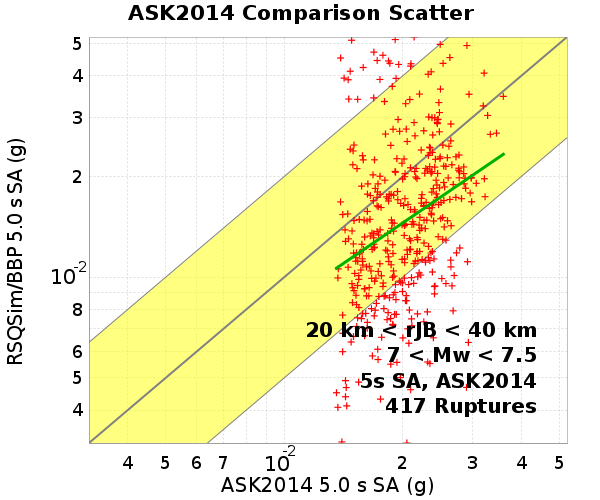 ASK2014 Comparison Scatter
RSQSim/BBP 5.0 s SA (g)
5
4
3
2
10-2
8
6
5
4
20 km < rJB < 40 km
7 < Mw < 7.5
5s SA, ASK2014
417 Ruptures
4 5 6 7 10-2 2 3 4 5
ASK2014 5.0 s SA (g)